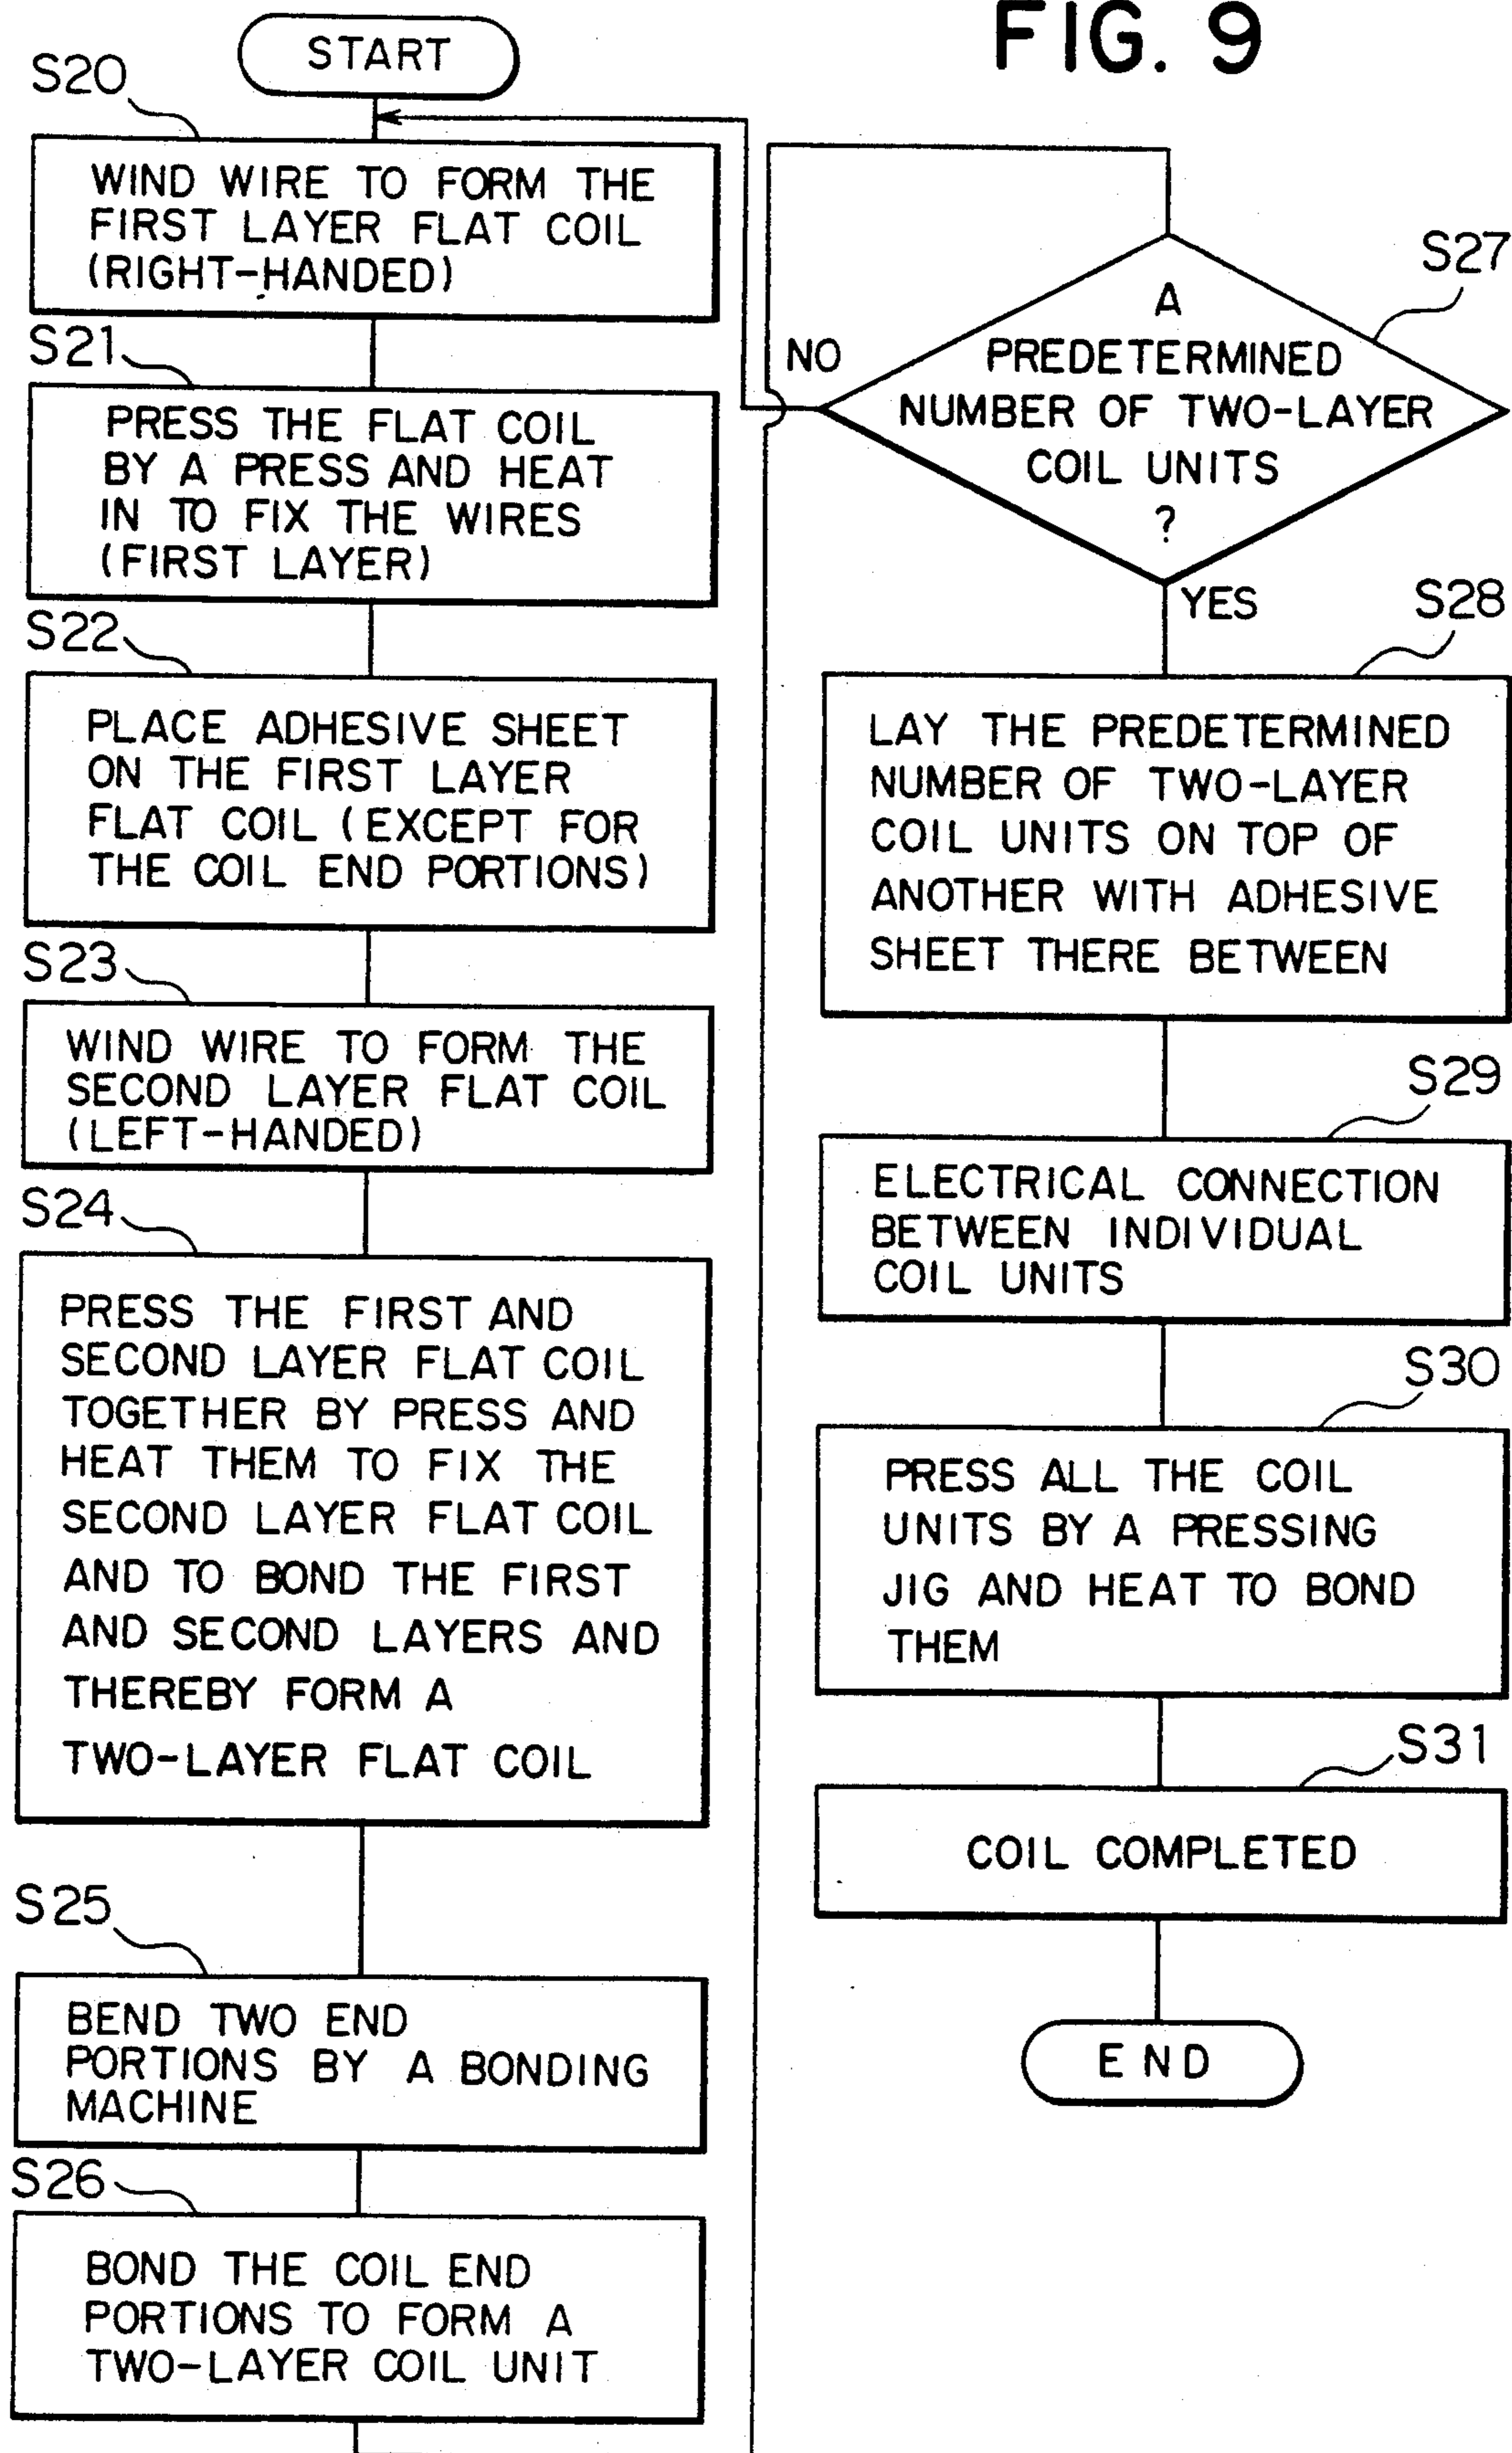 FIG. 9
START
S20
WIND WIRE TO FORM THE
FIRST LAYER FLAT COIL
(RIGHT-HANDED)
S21
PRESS THE FLAT COIL
BY A PRESS AND HEAT
IN TO FIX THE WIRES
(FIRST LAYER)
S22
PLACE ADHESIVE SHEET
ON THE FIRST LAYER
FLAT COIL (EXCEPT FOR
THE COIL END PORTIONS)
S23
WIND WIRE TO FORM THE
SECOND LAYER FLAT COIL
(LEFT-HANDED)
S24
PRESS THE FIRST AND
SECOND LAYER FLAT COIL
TOGETHER BY PRESS AND
HEAT THEM TO FIX THE
SECOND LAYER FLAT COIL
AND TO BOND THE FIRST
AND SECOND LAYERS AND
THEREBY FORM A
TWO-LAYER FLAT COIL
S25
BEND TWO END
PORTIONS BY A BONDING
MACHINE
S26
BOND THE COIL END
PORTIONS TO FORM A
TWO-LAYER COIL UNIT
S27
A
PREDETERMINED
NUMBER OF TWO-LAYER
COIL UNITS
?
NO
YES
S28
LAY THE PREDETERMINED
NUMBER OF TWO-LAYER
COIL UNITS ON TOP OF
ANOTHER WITH ADHESIVE
SHEET THERE BETWEEN
S29
ELECTRICAL CONNECTION
BETWEEN INDIVIDUAL
COIL UNITS
S30
PRESS ALL THE COIL
UNITS BY A PRESSING
JIG AND HEAT TO BOND
THEM
S31
COIL COMPLETED
END